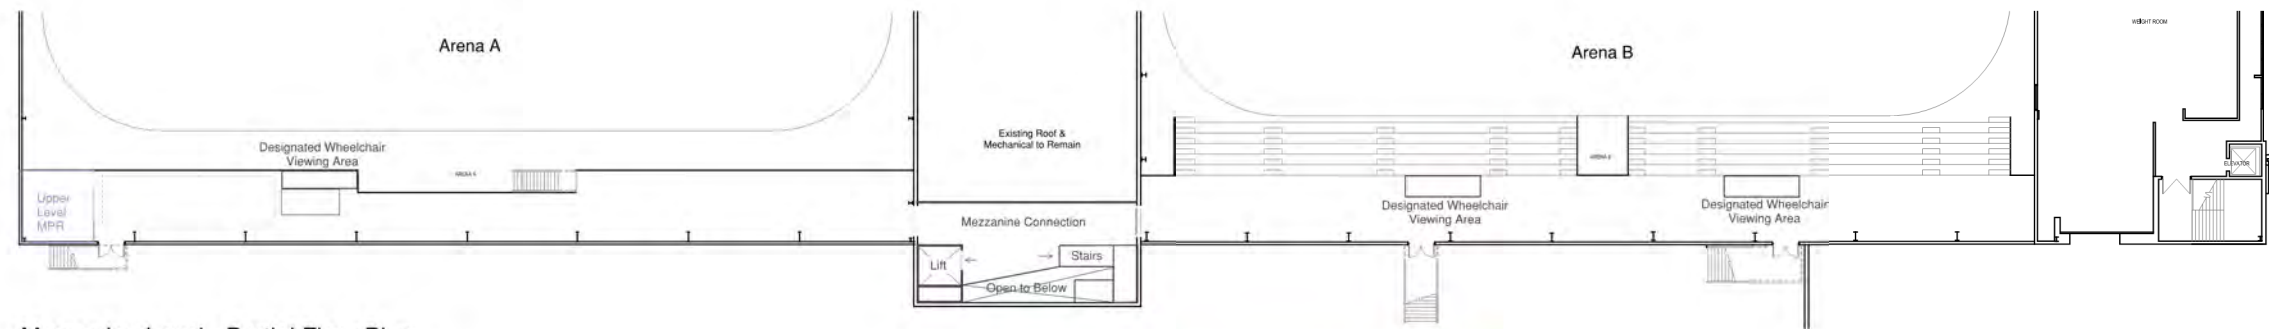 Arena A
Arena B
WEIGHT ROOM
Existing Roof &
Mechanical to Remain
Designated Wheelchair
Viewing Area
ARENA A
Upper
Level
MPR
Mezzanine Connection
Lift
Stairs
Open to Below
Designated Wheelchair
Viewing Area
Designated Wheelchair
Viewing Area
ELEVATOR